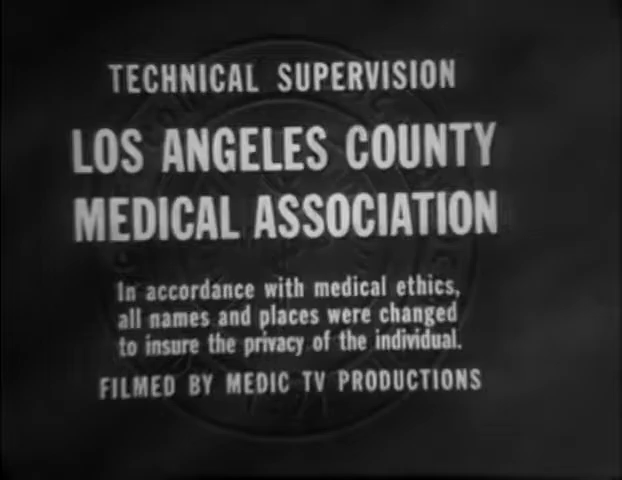 TECHNICAL SUPERVISION
LOS ANGELES COUNTY
MEDICAL ASSOCIATION
In accordance with medical ethics,
all names and places were changed
to insure the privacy of the individual.
FILMED BY MEDIC TV PRODUCTIONS